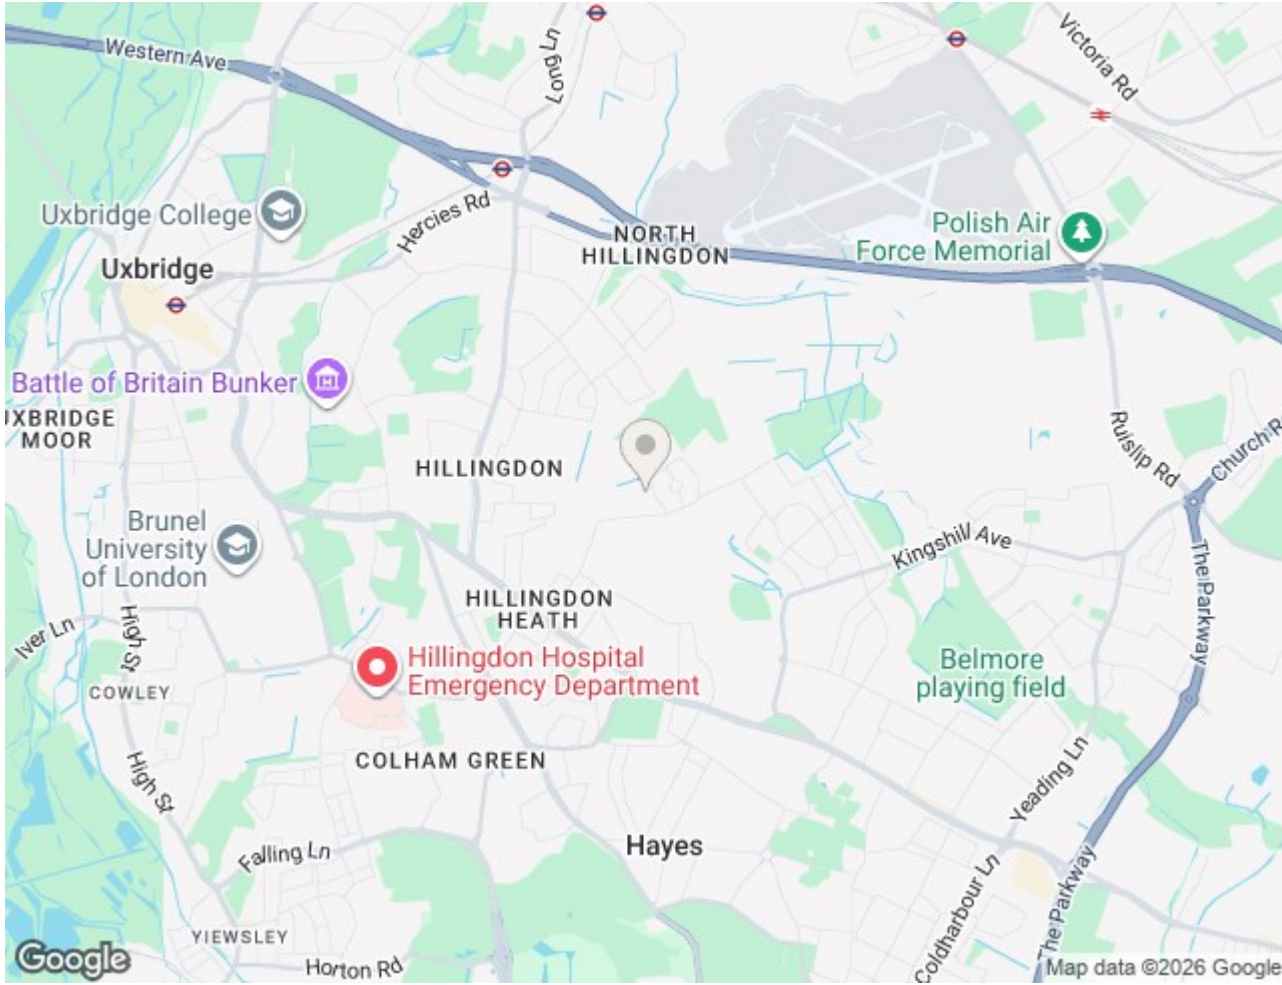 Western Ave
Long Ln
Victoria Rd
Uxbridge College
Hercies Rd
NORTH
HILLINGDON
Polish Air
Force Memorial
Uxbridge
Battle of Britain Bunker
UXBRIDGE
MOOR
Ruislip Rd
Church R
HILLINGDON
Brunel
University
of London
Kingshill Ave
The Parkway
HILLINGDON
HEATH
Iver Ln
High St
Hillingdon Hospital
Emergency Department
Belmore
playing field
COWLEY
COLHAM GREEN
High St
Yeading Ln
Falling Ln
Hayes
Coldharbour Ln
The Parkway
YIEWSLEY
Horton Rd
Google
Map data ©2026 Google